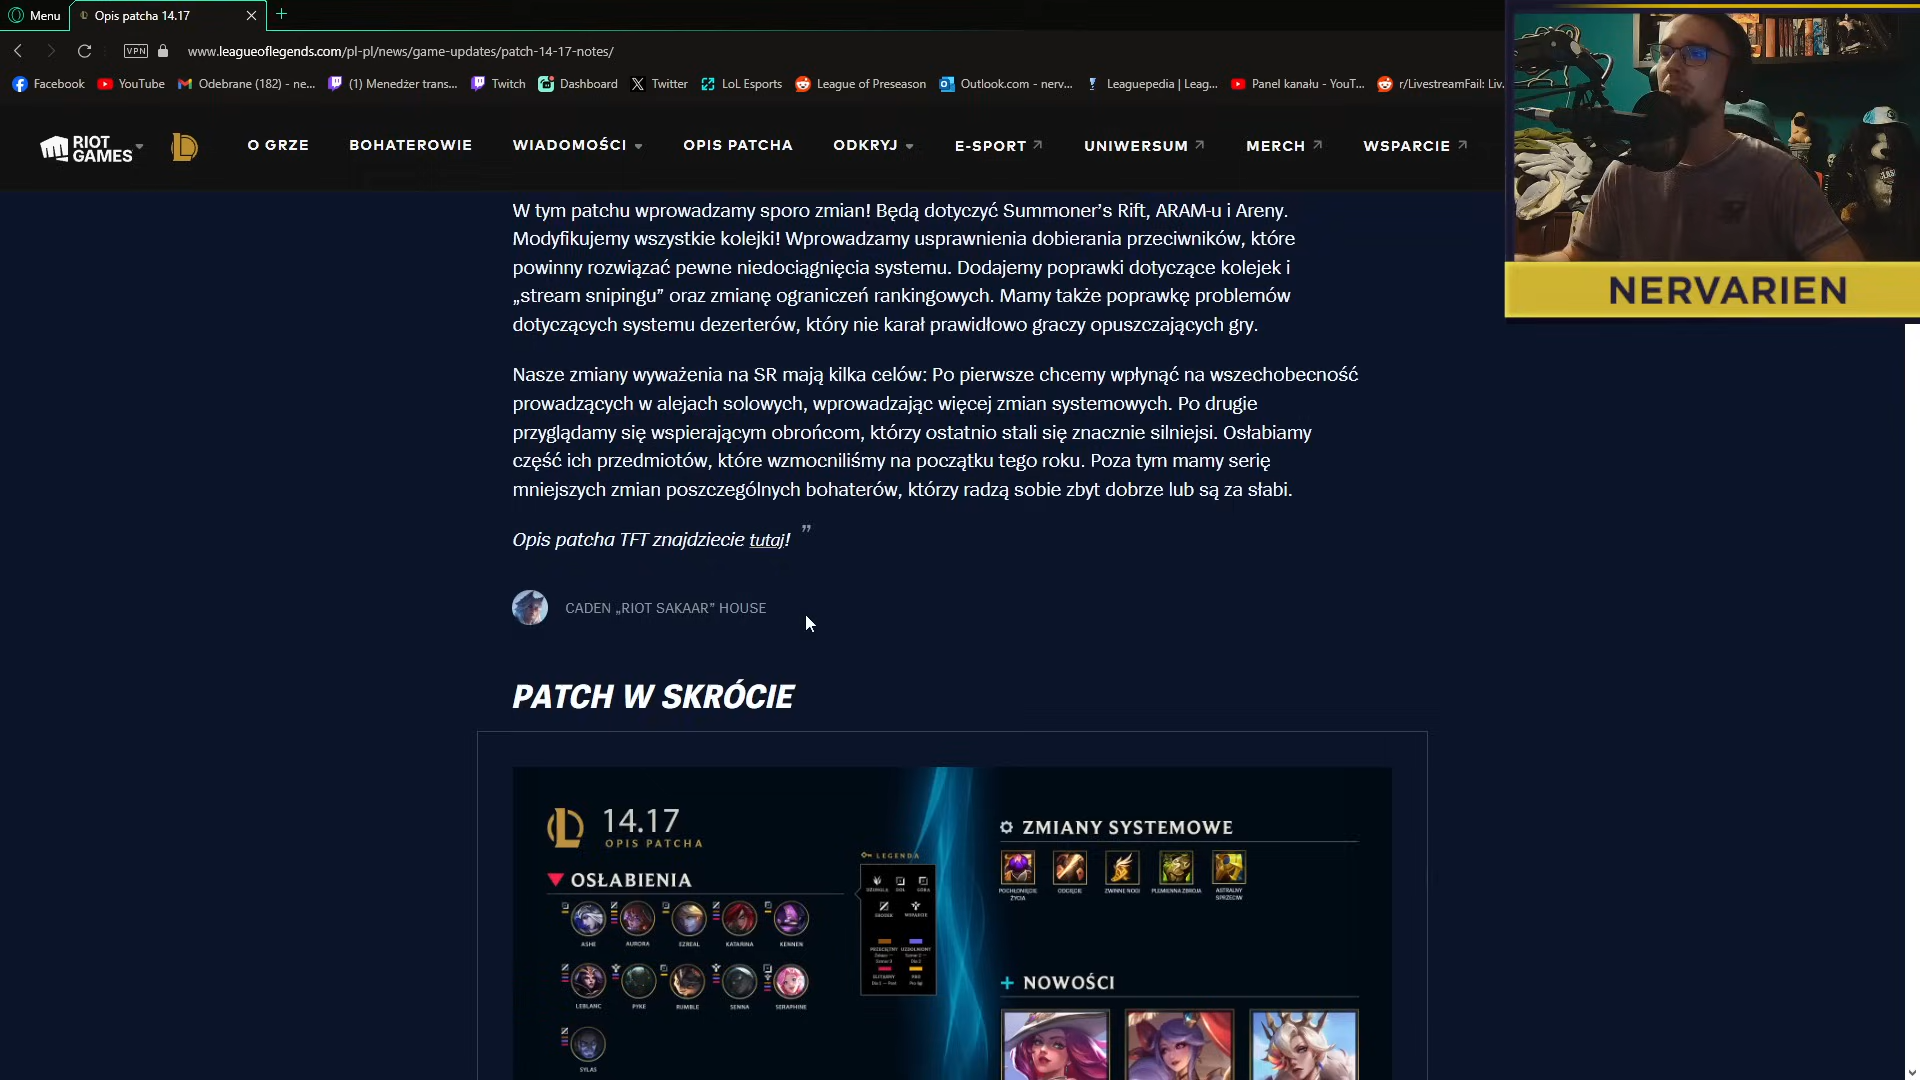 Menu
Opis patcha 14.17
VPN
www.leagueoflegends.com/pl-pl/news/game-updates/patch-14-17-notes/
Facebook
YouTube
Odebrane (182) - ne...
(1) Menedżer trans...
Twitch
Dashboard
Twitter
LoL Esports
League of Preseason
Outlook.com - nerv...
Leaguepedia | Leag...
Panel kanału - YouT...
r/LivestreamFail: Liv...
RIOT GAMES
O GRZE
BOHATEROWIE
WIADOMOŚCI
OPIS PATCHA
ODKRYJ
E-SPORT
UNIWERSUM
MERCH
WSPARCIE
NERVARIEN
W tym patchu wprowadzamy sporo zmian! Będą dotyczyć Summoner's Rift, ARAM-u i Areny.
Modyfikujemy wszystkie kolejki! Wprowadzamy usprawnienia dobierania przeciwników, które
powinny rozwiązać pewne niedociągnięcia systemu. Dodajemy poprawki dotyczące kolejek i
„stream snipingu” oraz zmianę ograniczeń rankingowych. Mamy także poprawkę problemów
dotyczących systemu dezerterów, który nie karał prawidłowo graczy opuszczających gry.
Nasze zmiany wyważenia na SR mają kilka celów: Po pierwsze chcemy wpłynąć na wszechobecność
prowadzących w alejach solowych, wprowadzając więcej zmian systemowych. Po drugie
przyglądamy się wspierającym obrońcom, którzy ostatnio stali się znacznie silniejsi. Osłabiamy
część ich przedmiotów, które wzmocniliśmy na początku tego roku. Poza tym mamy serię
mniejszych zmian poszczególnych bohaterów, którzy radzą sobie zbyt dobrze lub są za słabi.
Opis patcha TFT znajdziecie tutaj! ”
CADEN „RIOT SAKAAR” HOUSE
PATCH W SKRÓCIE
14.17
OPIS PATCHA
OSŁABIENIA
ASHE
AURORA
EZREAL
KATARINA
KENNEN
LEBLANC
PYKE
RUMBLE
SENNA
SERAPHINE
SYLAS
LEGENDA
ZMIANY SYSTEMOWE
POCHŁONIĘCIE ŻYCIA
ODCIĘCIE
ZWINNE NOGI
PLEMIENNA ZBROJA
ASTRALNY SPRZECIW
NOWOŚCI